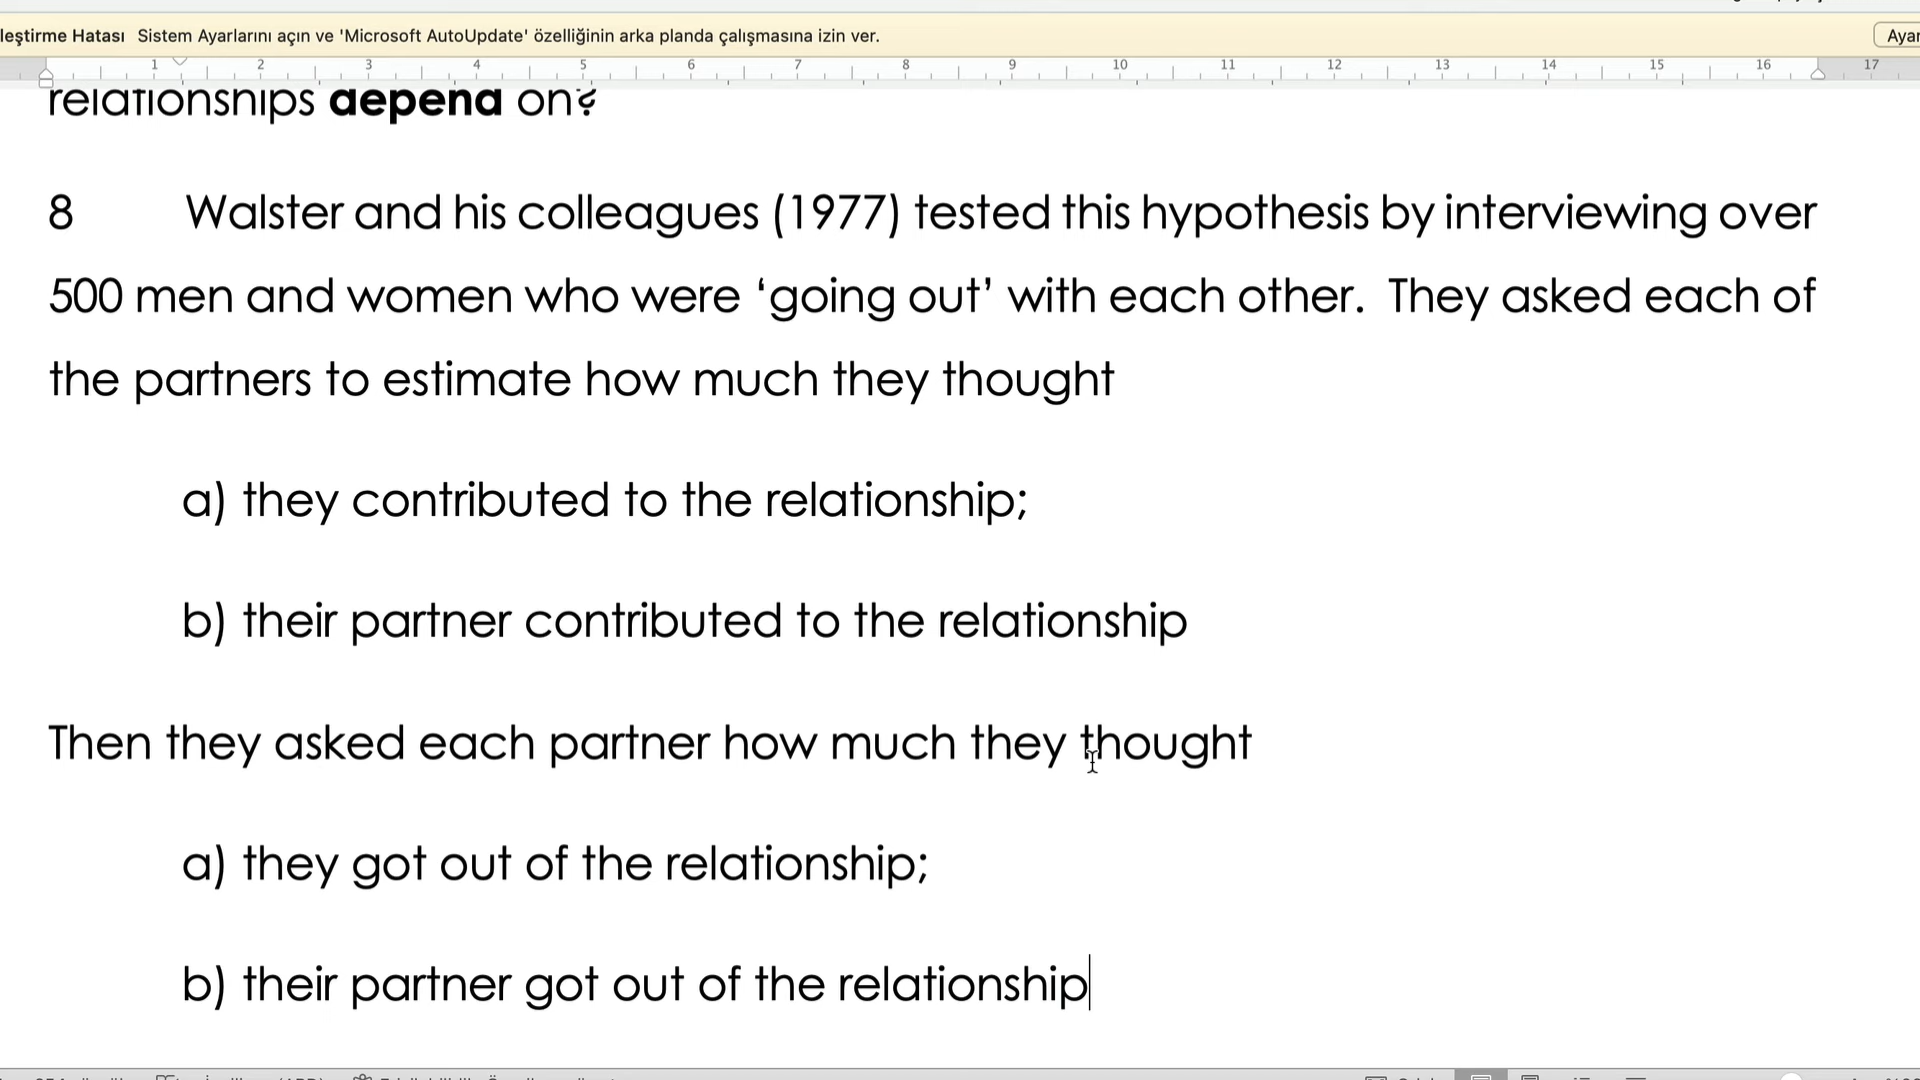 leştirme Hatası Sistem Ayarlarını açın ve 'Microsoft AutoUpdate' özelliğinin arka planda çalışmasına izin ver. Ayar
1 2 3 4 5 6 7 8 9 10 11 12 13 14 15 16 17
relationships depend on?
8 Walster and his colleagues (1977) tested this hypothesis by interviewing over
500 men and women who were ‘going out’ with each other. They asked each of
the partners to estimate how much they thought
a) they contributed to the relationship;
b) their partner contributed to the relationship
Then they asked each partner how much they thought
a) they got out of the relationship;
b) their partner got out of the relationship